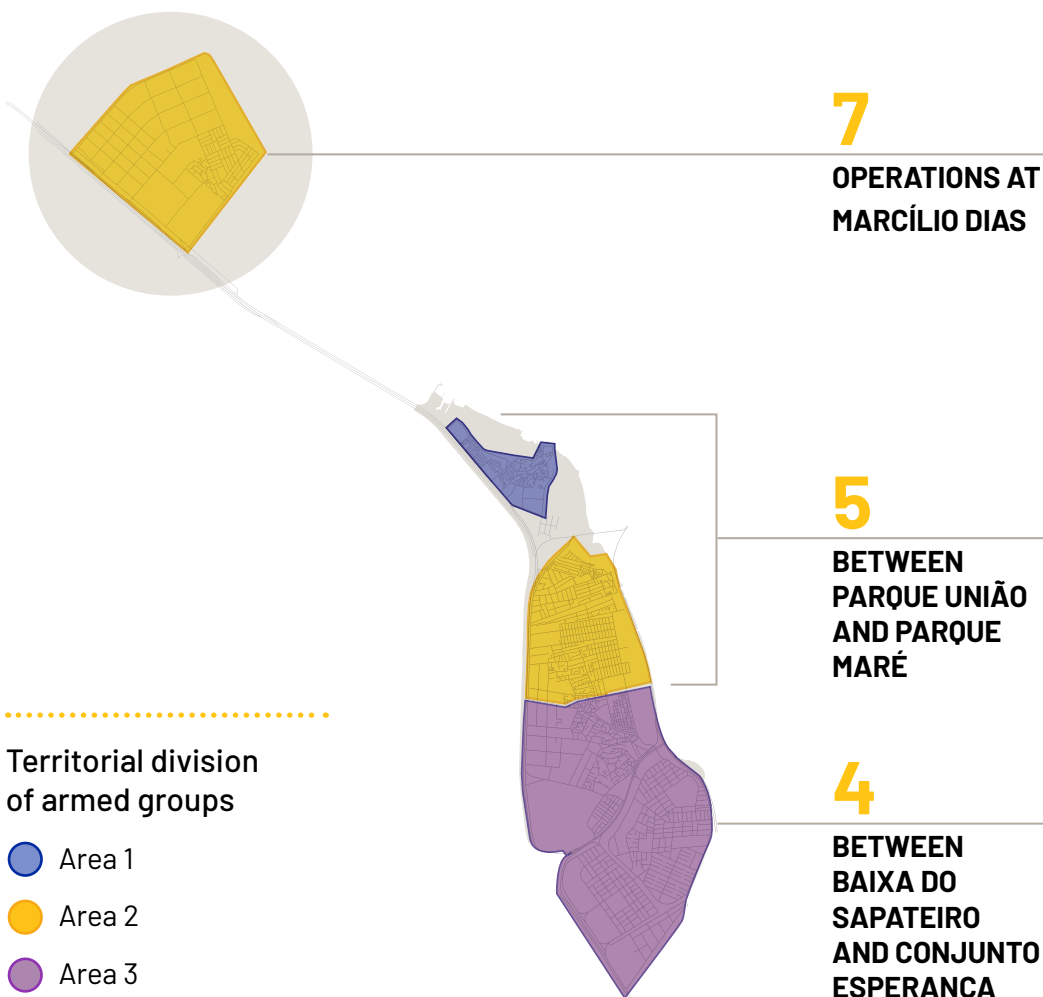 7
OPERATIONS AT
MARCÍLIO DIAS
5
BETWEEN
PARQUE UNIÃO
AND PARQUE
MARÉ
4
BETWEEN
BAIXA DO
SAPATEIRO
AND CONJUNTO
ESPERANCA
Territorial division
of armed groups
Area 1
Area 2
Area 3